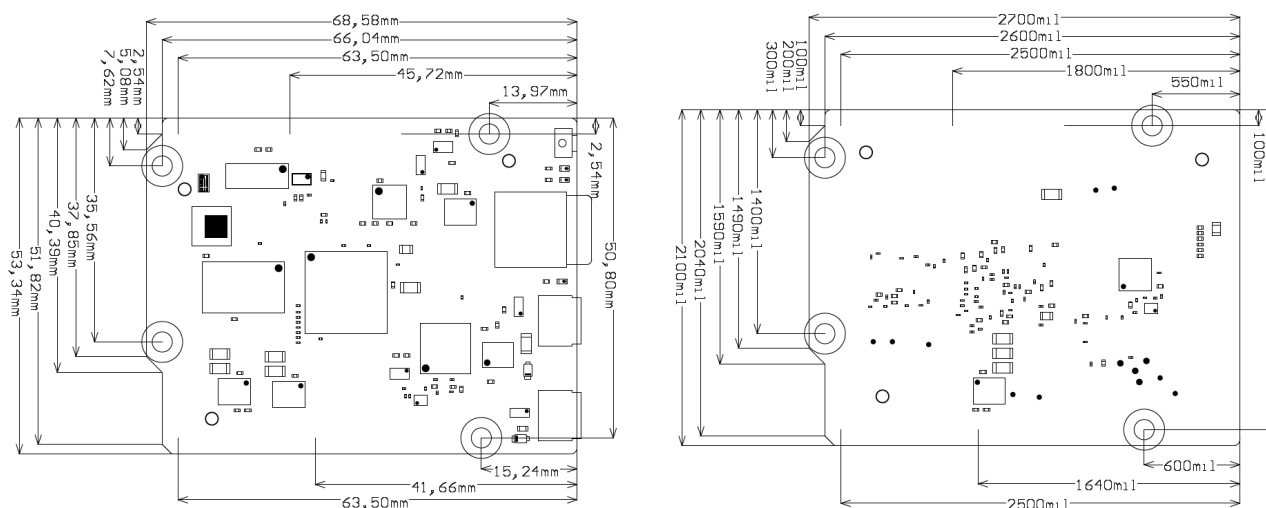 68,58mm
66,04mm
63,50mm
45,72mm
13,97mm
2,54mm
5,08mm
7,62mm
2,54mm
50,80mm
35,56mm
40,39mm
37,85mm
51,82mm
53,34mm
15,24mm
41,66mm
63,50mm
2700mil
2600mil
2500mil
1800mil
550mil
100mil
200mil
300mil
100mil
1400mil
1490mil
1590mil
2040mil
2100mil
600mil
1640mil
2500mil